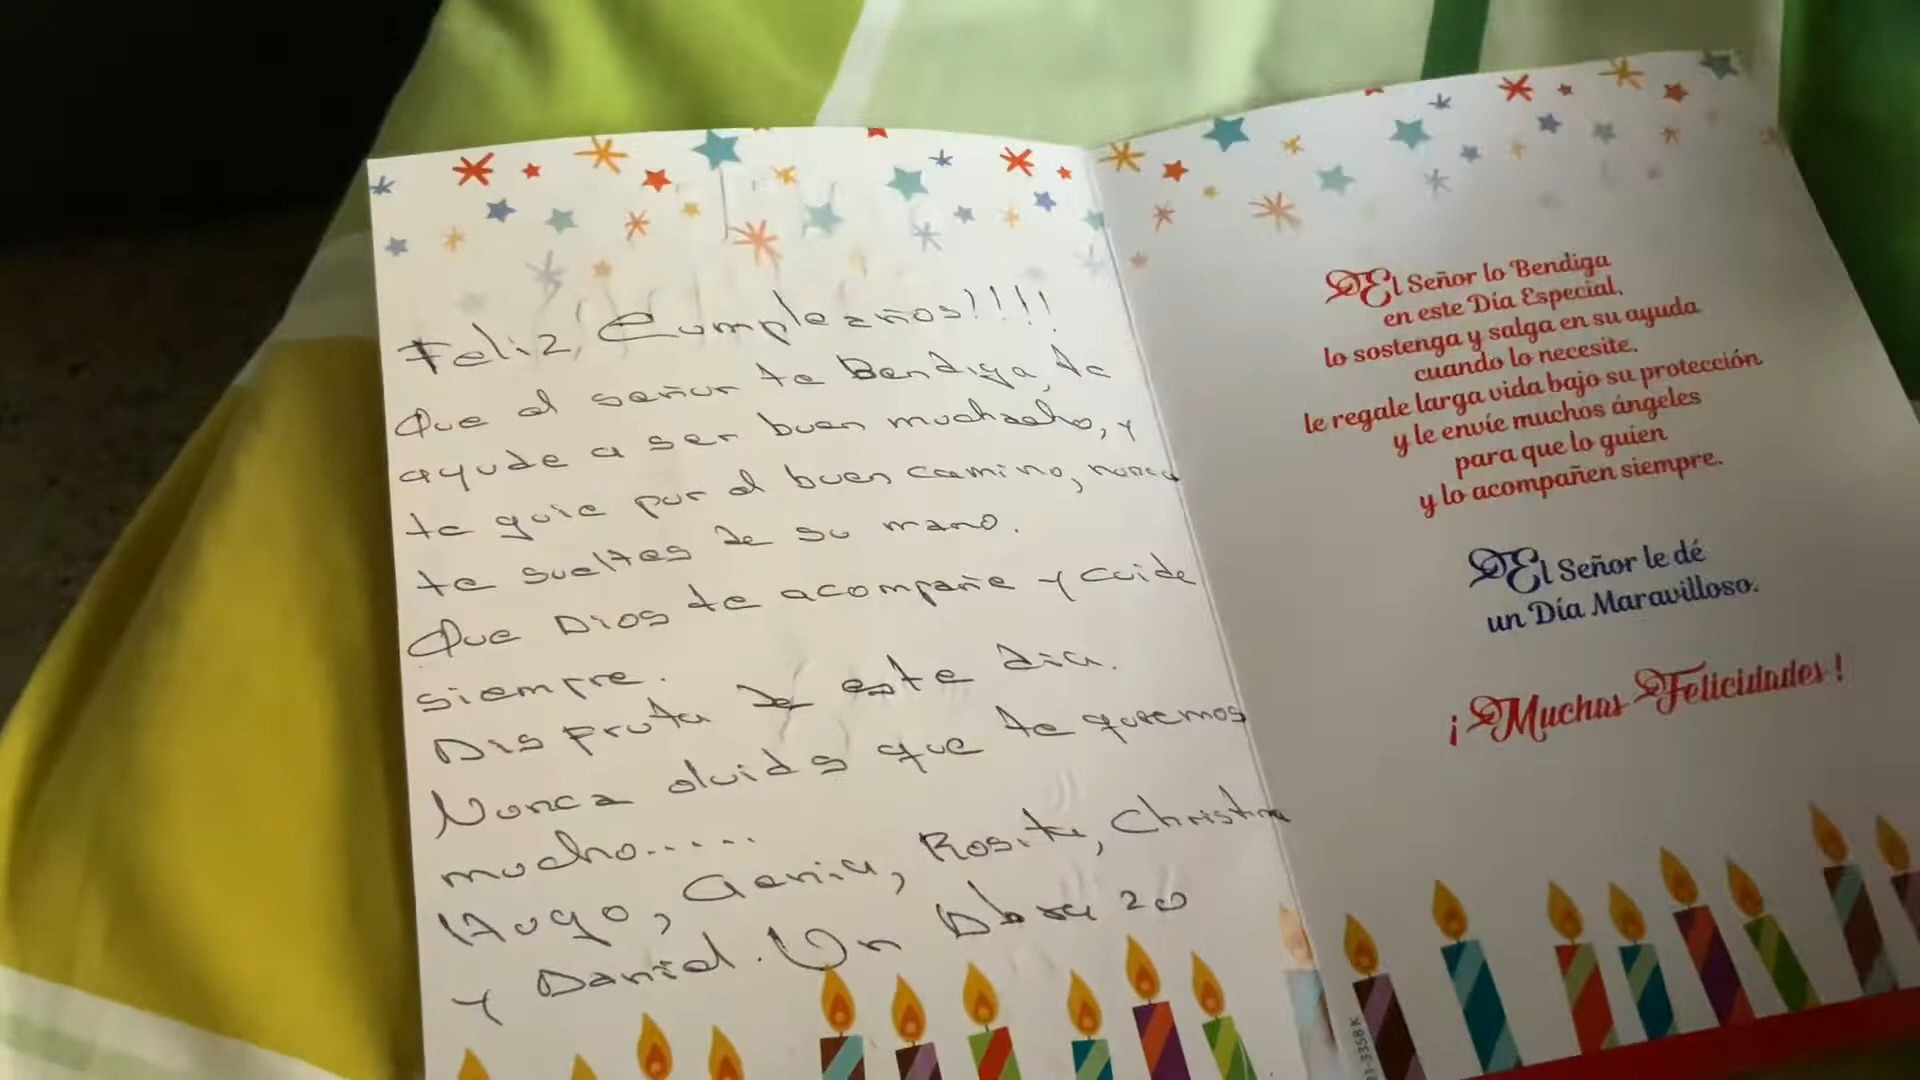 Feliz Cumpleaños!!!!
Que el señor te Bendiga, te
ayude a ser buen muchacho, y
te guie por el buen camino, nunca
te sueltes de su mano.
Que Dios te acompañe y cuide
siempre.
Disfruta de este dia.
Nunca olvids que te queremos
mucho.....
Hugo, Genia, Rosita, Christina
y Daniel. Un Abrazo
El Señor lo Bendiga
en este Día Especial,
lo sostenga y salga en su ayuda
cuando lo necesite,
le regale larga vida bajo su protección
y le envíe muchos ángeles
para que lo guíen
y lo acompañen siempre.
El Señor le dé
un Día Maravilloso.
¡Muchas Felicidades!